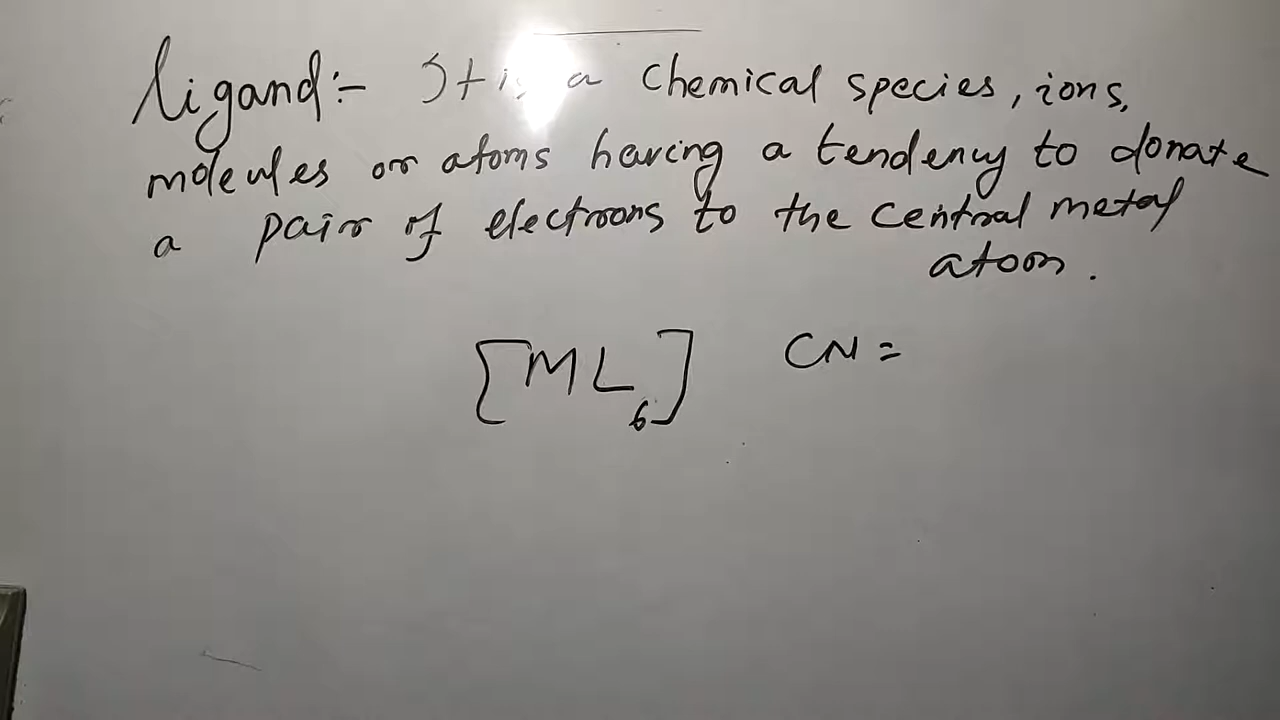 Ligand:- It is a chemical species, ions,
molecules or atoms having a tendency to donate
a pair of electrons to the central metal
atom.
[ML₆] CN =